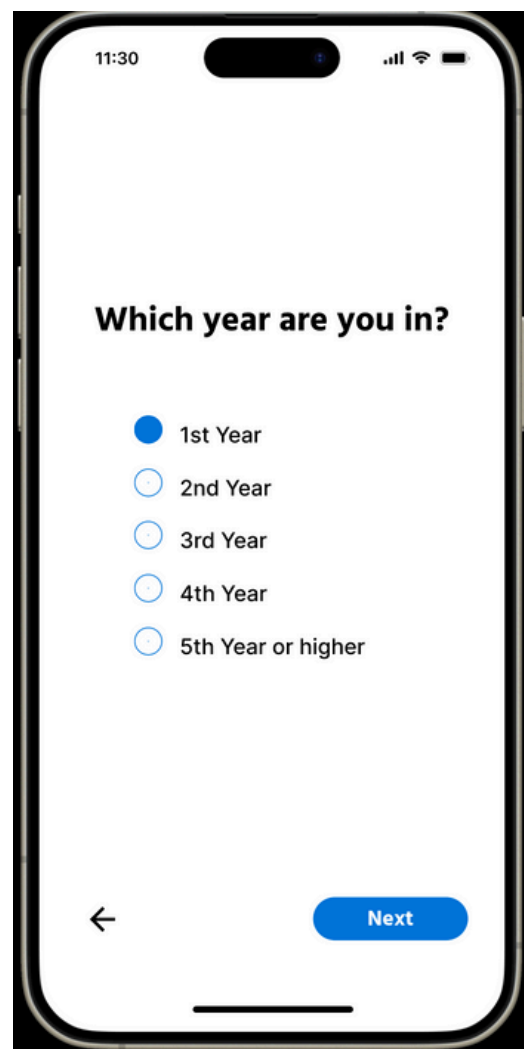 11:30
Which year are you in?
1st Year
2nd Year
3rd Year
4th Year
5th Year or higher
Next